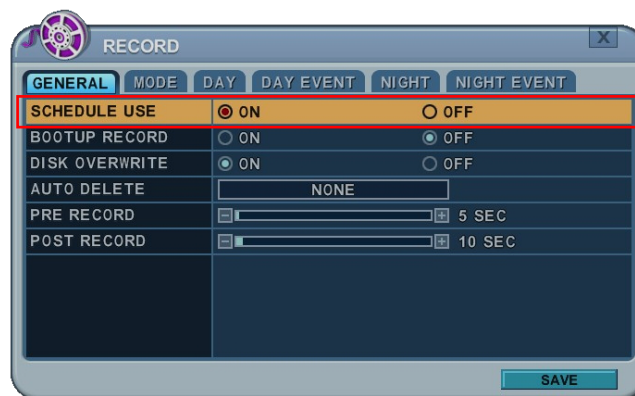 RECORD X
GENERAL MODE DAY DAY EVENT NIGHT NIGHT EVENT
SCHEDULE USE ON OFF
BOOTUP RECORD ON OFF
DISK OVERWRITE ON OFF
AUTO DELETE NONE
PRE RECORD 5 SEC
POST RECORD 10 SEC
SAVE